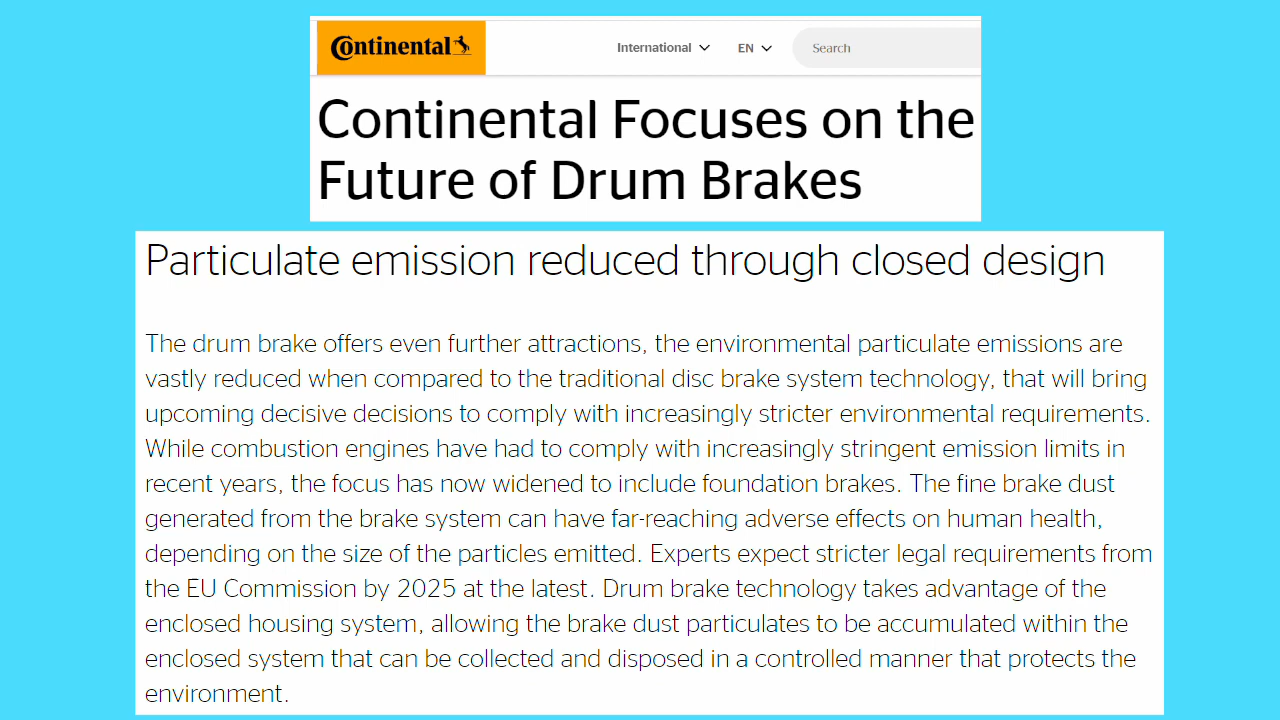 Continental
International
EN
Search
Continental Focuses on the
Future of Drum Brakes
Particulate emission reduced through closed design
The drum brake offers even further attractions, the environmental particulate emissions are
vastly reduced when compared to the traditional disc brake system technology, that will bring
upcoming decisive decisions to comply with increasingly stricter environmental requirements.
While combustion engines have had to comply with increasingly stringent emission limits in
recent years, the focus has now widened to include foundation brakes. The fine brake dust
generated from the brake system can have far-reaching adverse effects on human health,
depending on the size of the particles emitted. Experts expect stricter legal requirements from
the EU Commission by 2025 at the latest. Drum brake technology takes advantage of the
enclosed housing system, allowing the brake dust particulates to be accumulated within the
enclosed system that can be collected and disposed in a controlled manner that protects the
environment.